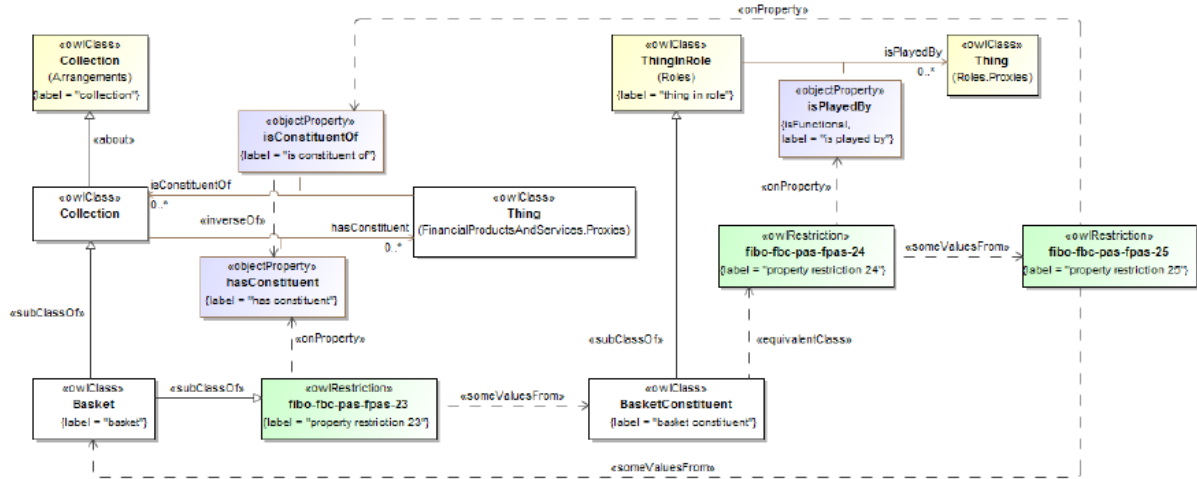 «onProperty»
«owlClass»
Collection
(Arrangements)
{label = "collection"}
«owlClass»
ThingInRole
(Roles)
{label = "thing in role"}
isPlayedBy
0..*
«owlClass»
Thing
(Roles.Proxies)
«objectProperty»
isPlayedBy
{isFunctional,
label = "is played by"}
«about»
«objectProperty»
isConstituentOf
{label = "is constituent of"}
«onProperty»
«owlClass»
Collection
isConstituentOf
0..*
«inverseOf»
hasConstituent
0..*
«owlClass»
Thing
(FinancialProductsAndServices.Proxies)
«owlRestriction»
fibo-fbc-pas-fpas-24
{label = "property restriction 24"}
«someValuesFrom»
«owlRestriction»
fibo-fbc-pas-fpas-25
{label = "property restriction 25"}
«objectProperty»
hasConstituent
{label = "has constituent"}
«subClassOf»
«onProperty»
«subClassOf»
«equivalentClass»
«owlClass»
Basket
{label = "basket"}
«subClassOf»
«owlRestriction»
fibo-fbc-pas-fpas-23
{label = "property restriction 23"}
«someValuesFrom»
«owlClass»
BasketConstituent
{label = "basket constituent"}
«someValuesFrom»